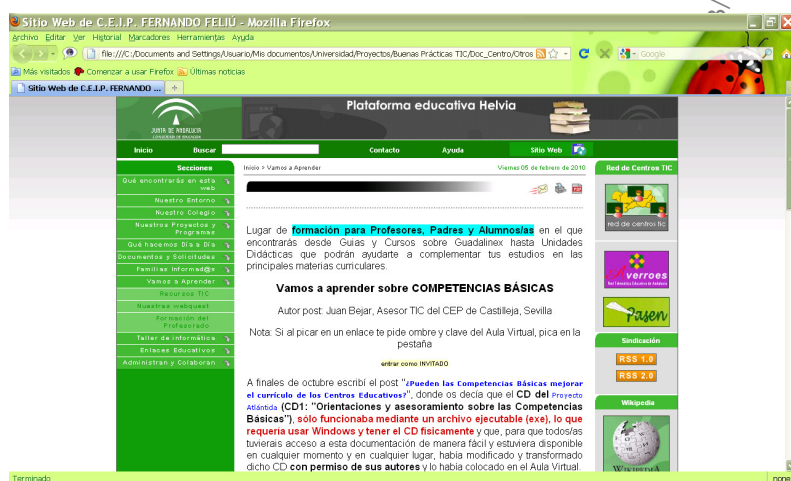 Sitio Web de C.E.I.P. FERNANDO FELIÚ - Mozilla Firefox
Archivo Editar Ver Historial Marcadores Herramientas Ayuda
file:///C:/Documents and Settings/Usuario/Mis documentos/Universidad/Proyectos/Buenas Prácticas TIC/Doc_Centro/Otros
Google
Más visitados Comenzar a usar Firefox Últimas noticias
Sitio Web de C.E.I.P. FERNANDO ...
Plataforma educativa Helvia
JUNTA DE ANDALUCIA
CONSEJERÍA DE EDUCACIÓN
Inicio Buscar Contacto Ayuda Sitio Web
Secciones
Qué encontrarás en esta
web
Nuestro Entorno
Nuestro Colegio
Nuestros Proyectos y
Programas
Qué hacemos Día a Día
Documentos y Solicitudes
Familias Informad@s
Vamos a Aprender
Recursos TIC
Nuestras webquest
Formación del
Profesorado
Taller de informática
Enlaces Educativos
Administran y Colaboran
Inicio > Vamos a Aprender Viernes 05 de febrero de 2010
Lugar de formación para Profesores, Padres y Alumnos/as en el que
encontrarás desde Guias y Cursos sobre Guadalinex hasta Unidades
Didácticas que podrán ayudarte a complementar tus estudios en las
principales materias curriculares.
Vamos a aprender sobre COMPETENCIAS BÁSICAS
Autor post: Juan Bejar, Asesor TIC del CEP de Castilleja, Sevilla
Nota: Si al picar en un enlace te pide ombre y clave del Aula Virtual, pica en la
pestaña
entrar como INVITADO
A finales de octubre escribí el post "¿Pueden las Competencias Básicas mejorar
el currículo de los Centros Educativos?", donde os decía que el CD del Proyecto
Atlántida (CD1: "Orientaciones y asesoramiento sobre las Competencias
Básicas"), sólo funcionaba mediante un archivo ejecutable (exe), lo que
requería usar Windows y tener el CD fisicamente y que, para que todos/as
tuvierais acceso a esta documentación de manera fácil y estuviera disponible
en cualquier momento y en cualquier lugar, había modificado y transformado
dicho CD con permiso de sus autores y lo habia colocado en el Aula Virtual.
Red de Centros TIC
red de centros tic
Averroes
Red Telemática Educativa de Andalucía
Pasen
Sindicación
RSS 1.0
RSS 2.0
Wikipedia
WIKIPEDIA
Terminado none